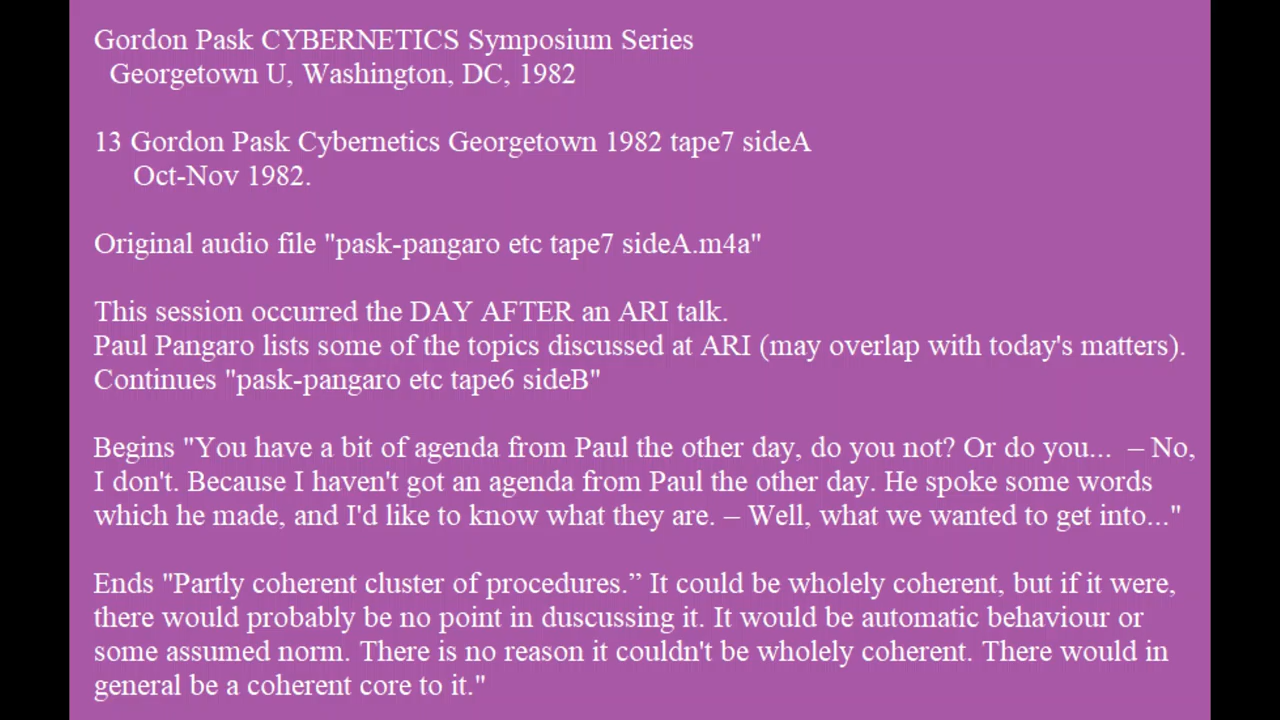 Gordon Pask CYBERNETICS Symposium Series
Georgetown U, Washington, DC, 1982
13 Gordon Pask Cybernetics Georgetown 1982 tape7 sideA
Oct-Nov 1982.
Original audio file "pask-pangaro etc tape7 sideA.m4a"
This session occurred the DAY AFTER an ARI talk.
Paul Pangaro lists some of the topics discussed at ARI (may overlap with today's matters).
Continues "pask-pangaro etc tape6 sideB"
Begins "You have a bit of agenda from Paul the other day, do you not? Or do you...  – No,
I don't. Because I haven't got an agenda from Paul the other day. He spoke some words
which he made, and I'd like to know what they are. – Well, what we wanted to get into..."
Ends "Partly coherent cluster of procedures.” It could be wholely coherent, but if it were,
there would probably be no point in duscussing it. It would be automatic behaviour or
some assumed norm. There is no reason it couldn't be wholely coherent. There would in
general be a coherent core to it."